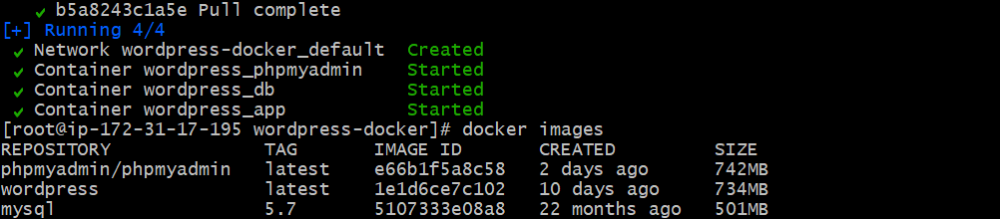 ✔ b5a8243c1a5e Pull complete
[+] Running 4/4
✔ Network wordpress-docker_default Created
✔ Container wordpress_phpmyadmin Started
✔ Container wordpress_db Started
✔ Container wordpress_app Started
[root@ip-172-31-17-195 wordpress-docker]# docker images
REPOSITORY TAG IMAGE ID CREATED SIZE
phpmyadmin/phpmyadmin latest e66b1f5a8c58 2 days ago 742MB
wordpress latest 1e1d6ce7c102 10 days ago 734MB
mysql 5.7 5107333e08a8 22 months ago 501MB